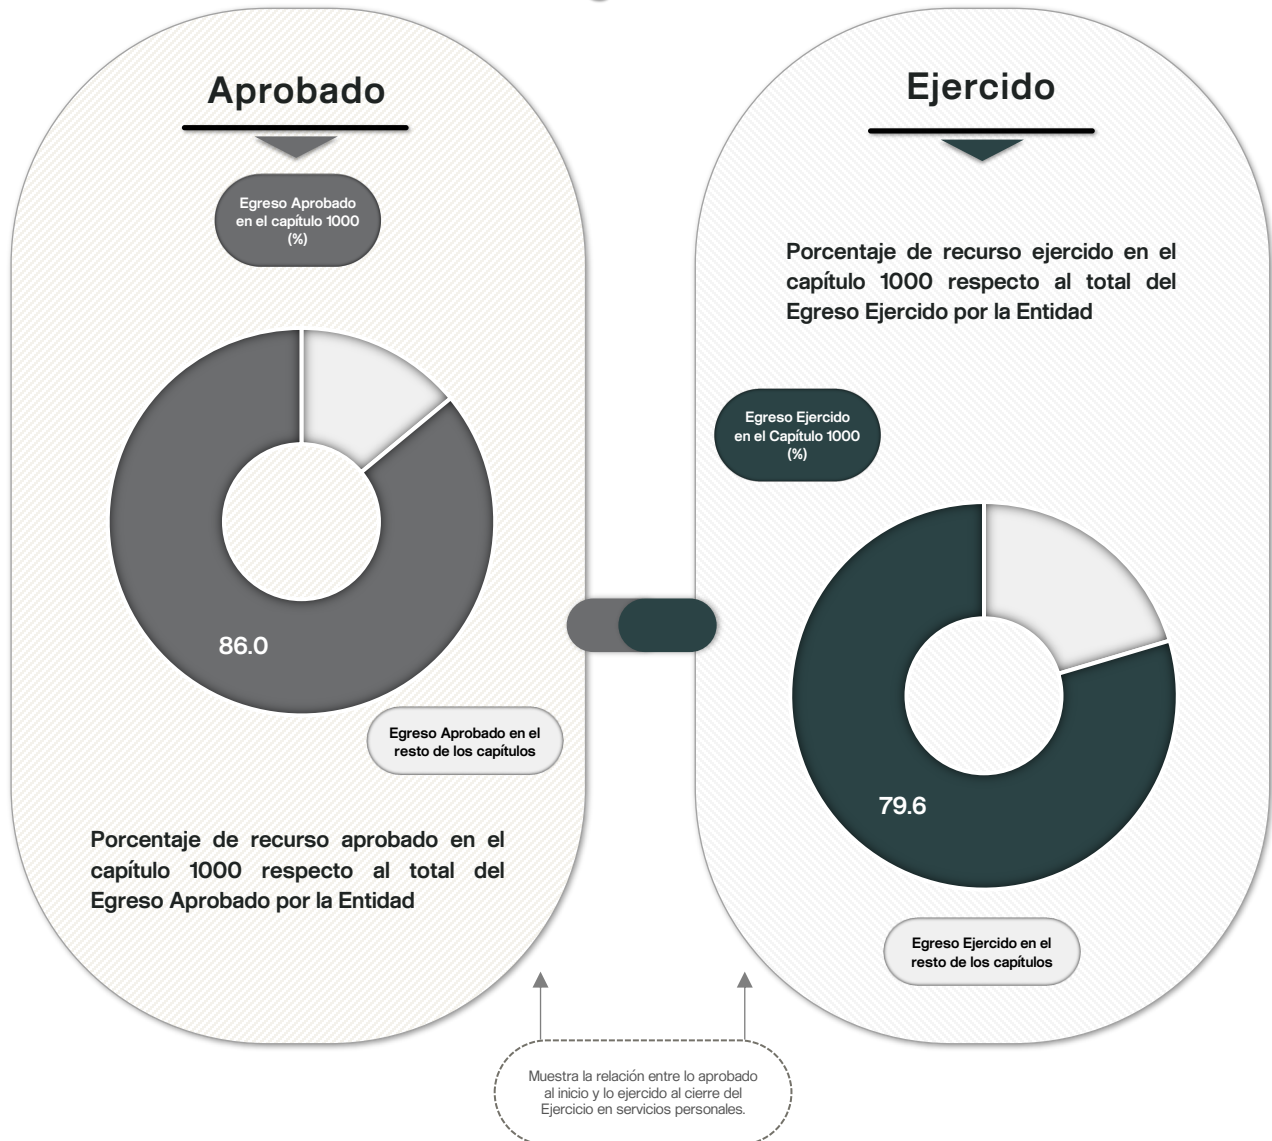 Aprobado
Egreso Aprobado
en el capítulo 1000
(%)
86.0
Egreso Aprobado en el
resto de los capítulos
Porcentaje de recurso aprobado en el
capítulo 1000 respecto al total del
Egreso Aprobado por la Entidad
Ejercido
Porcentaje de recurso ejercido en el
capítulo 1000 respecto al total del
Egreso Ejercido por la Entidad
Egreso Ejercido
en el Capítulo 1000
(%)
79.6
Egreso Ejercido en el
resto de los capítulos
Muestra la relación entre lo aprobado
al inicio y lo ejercido al cierre del
Ejercicio en servicios personales.